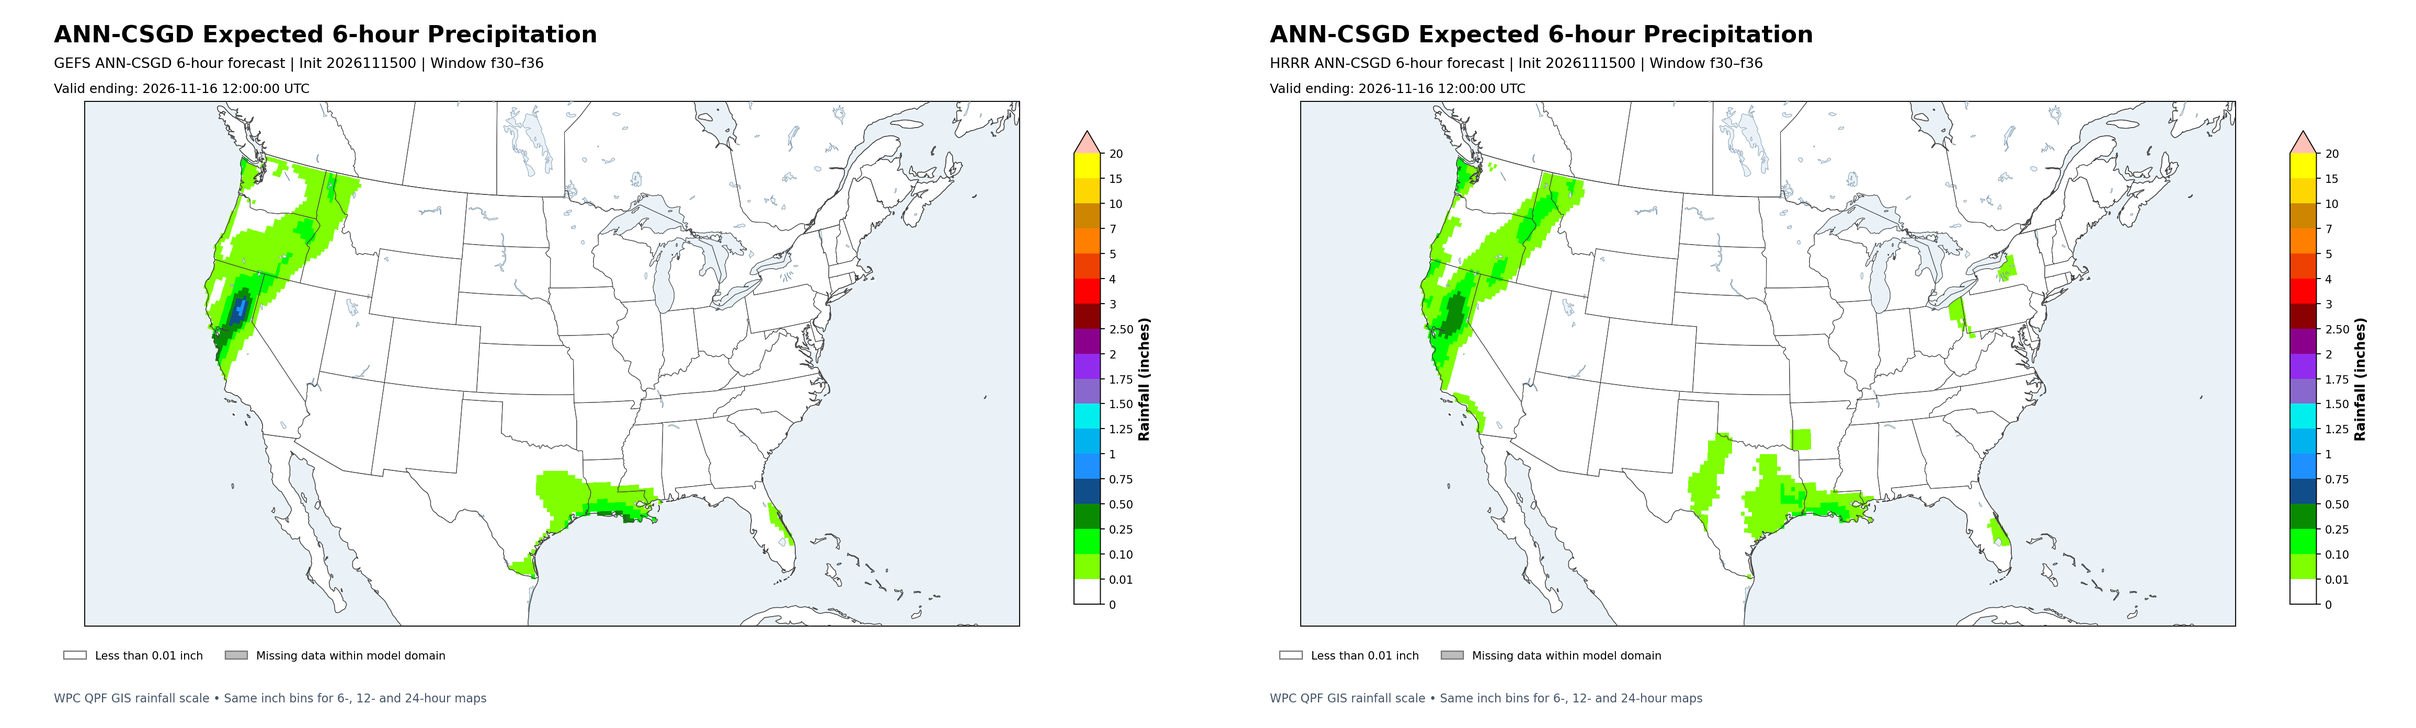 ANN-CSGD Expected 6-hour Precipitation
GEFS ANN-CSGD 6-hour forecast | Init 2026111500 | Window f30–f36
Valid ending: 2026-11-16 12:00:00 UTC
20
15
10
7
5
4
3
2.50
2
1.75
1.50
1.25
1
0.75
0.50
0.25
0.10
0.01
0
Rainfall (inches)
Less than 0.01 inch
Missing data within model domain
WPC QPF GIS rainfall scale • Same inch bins for 6-, 12- and 24-hour maps
ANN-CSGD Expected 6-hour Precipitation
HRRR ANN-CSGD 6-hour forecast | Init 2026111500 | Window f30–f36
Valid ending: 2026-11-16 12:00:00 UTC
20
15
10
7
5
4
3
2.50
2
1.75
1.50
1.25
1
0.75
0.50
0.25
0.10
0.01
0
Rainfall (inches)
Less than 0.01 inch
Missing data within model domain
WPC QPF GIS rainfall scale • Same inch bins for 6-, 12- and 24-hour maps